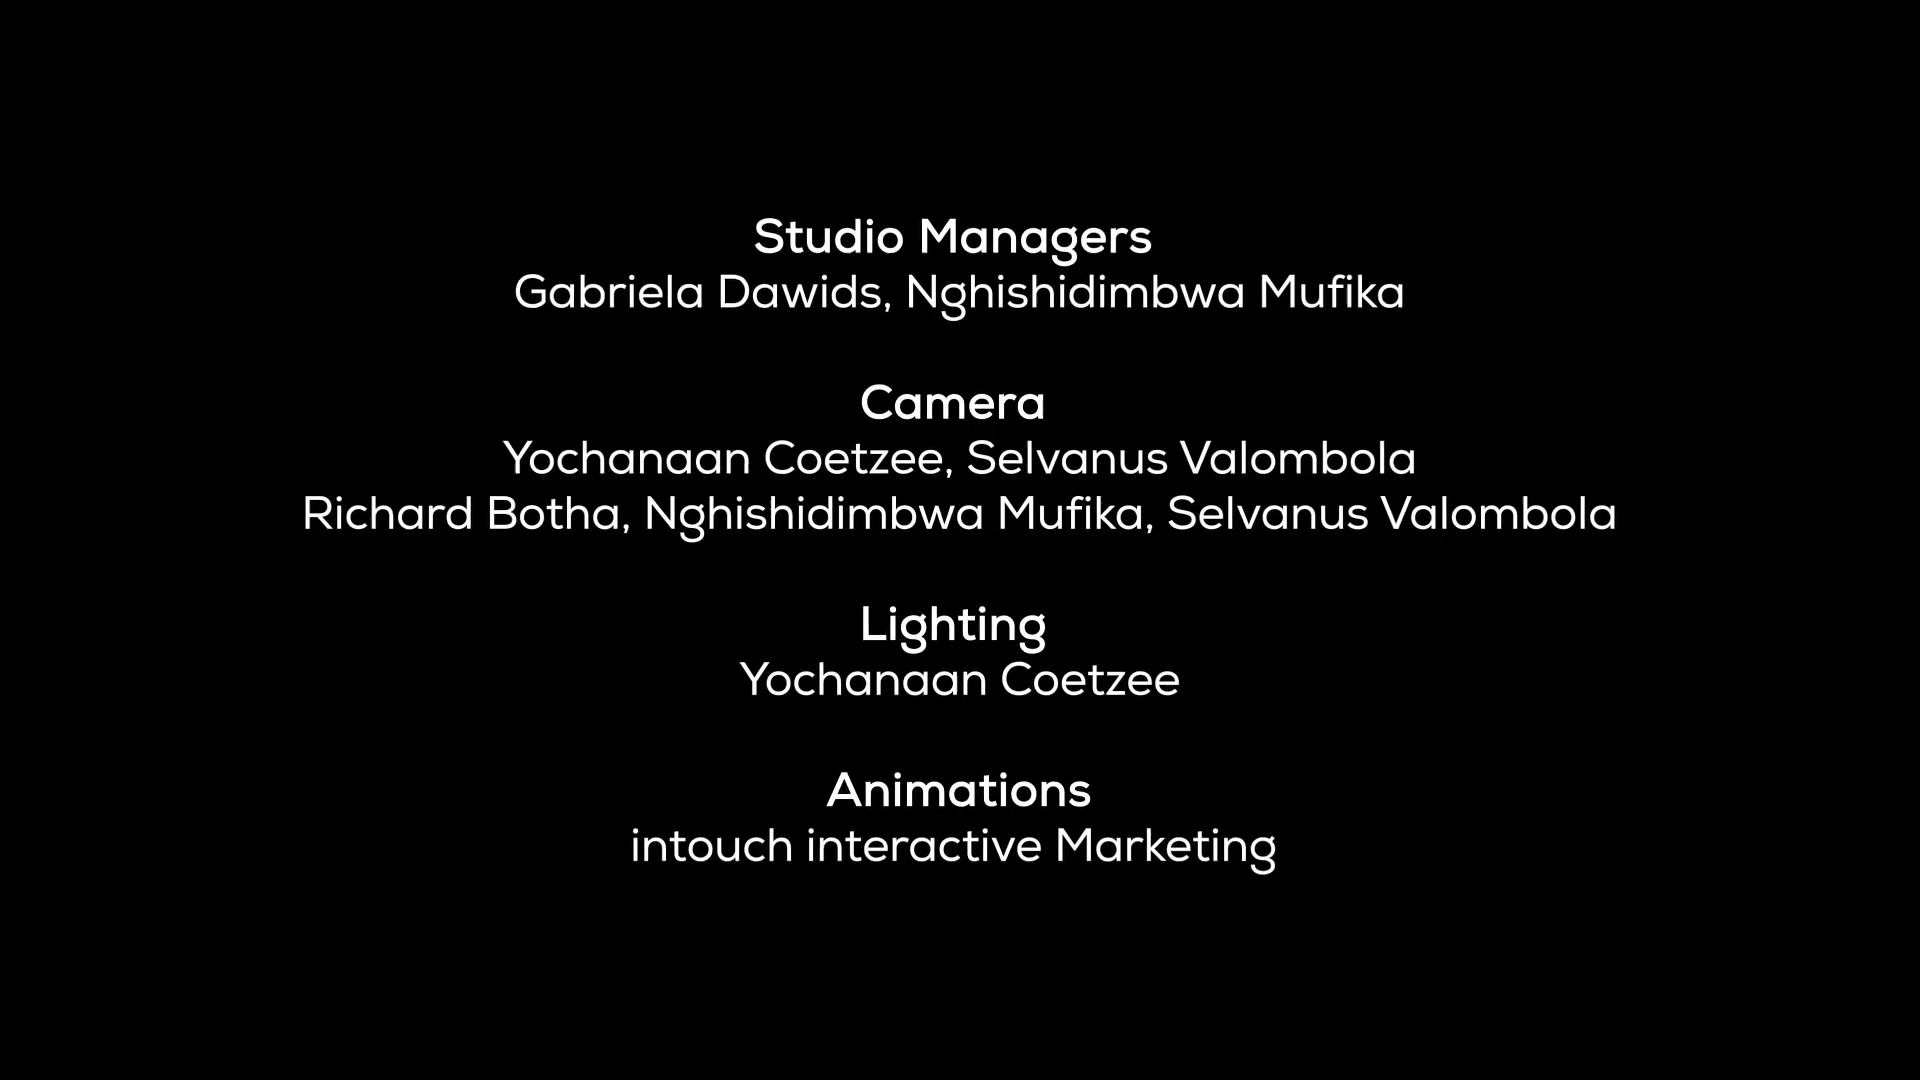 Studio Managers
Gabriela Dawids, Nghishidimbwa Mufika
Camera
Yochanaan Coetzee, Selvanus Valombola
Richard Botha, Nghishidimbwa Mufika, Selvanus Valombola
Lighting
Yochanaan Coetzee
Animations
intouch interactive Marketing